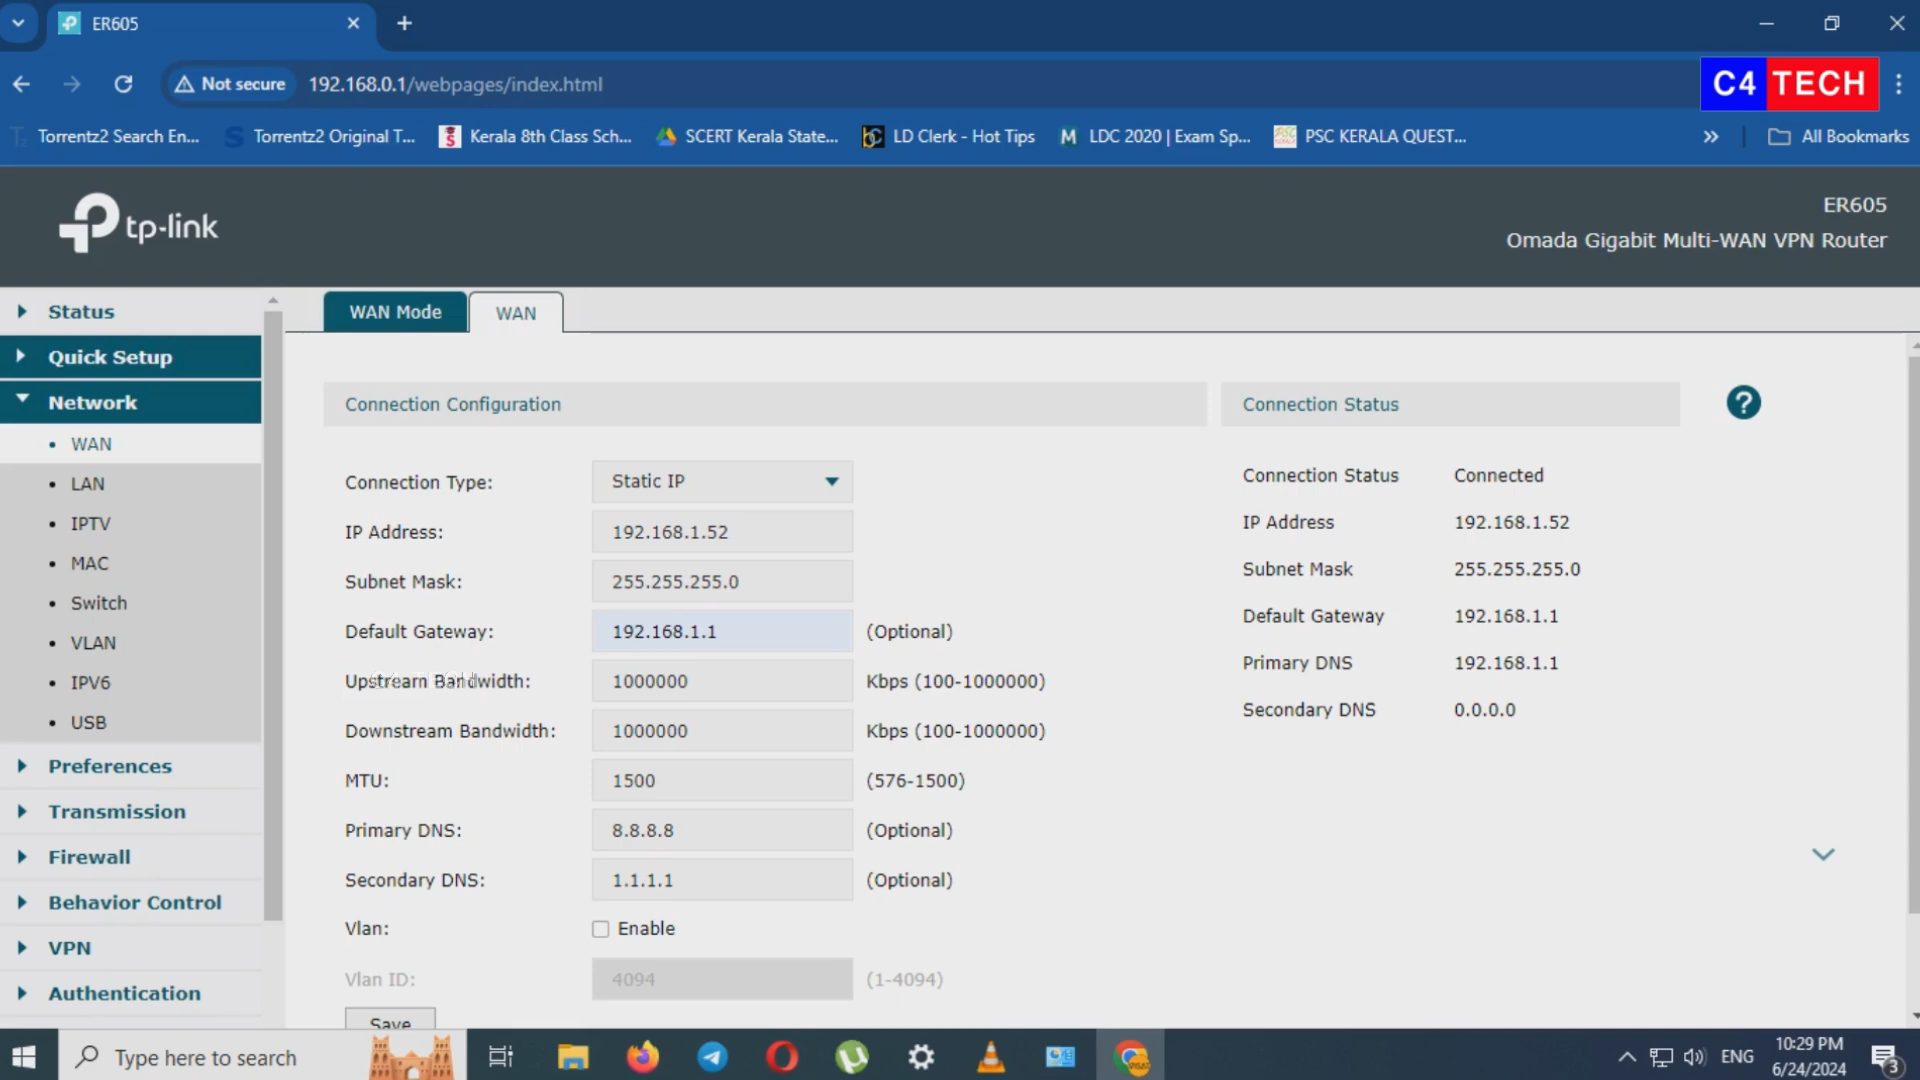 ER605
Not secure
192.168.0.1/webpages/index.html
C4 TECH
Torrentz2 Search En...
Torrentz2 Original T...
Kerala 8th Class Sch...
SCERT Kerala State...
LD Clerk - Hot Tips
LDC 2020 | Exam Sp...
PSC KERALA QUEST...
All Bookmarks
tp-link
ER605
Omada Gigabit Multi-WAN VPN Router
Status
Quick Setup
Network
WAN
LAN
IPTV
MAC
Switch
VLAN
IPV6
USB
Preferences
Transmission
Firewall
Behavior Control
VPN
Authentication
WAN Mode
WAN
Connection Configuration
Connection Type: Static IP
IP Address: 192.168.1.52
Subnet Mask: 255.255.255.0
Default Gateway: 192.168.1.1 (Optional)
Upstream Bandwidth: 1000000 Kbps (100-1000000)
Downstream Bandwidth: 1000000 Kbps (100-1000000)
MTU: 1500 (576-1500)
Primary DNS: 8.8.8.8 (Optional)
Secondary DNS: 1.1.1.1 (Optional)
Vlan: Enable
Vlan ID: 4094 (1-4094)
Save
Connection Status
Connection Status Connected
IP Address 192.168.1.52
Subnet Mask 255.255.255.0
Default Gateway 192.168.1.1
Primary DNS 192.168.1.1
Secondary DNS 0.0.0.0
Type here to search
ENG
10:29 PM
6/24/2024
3